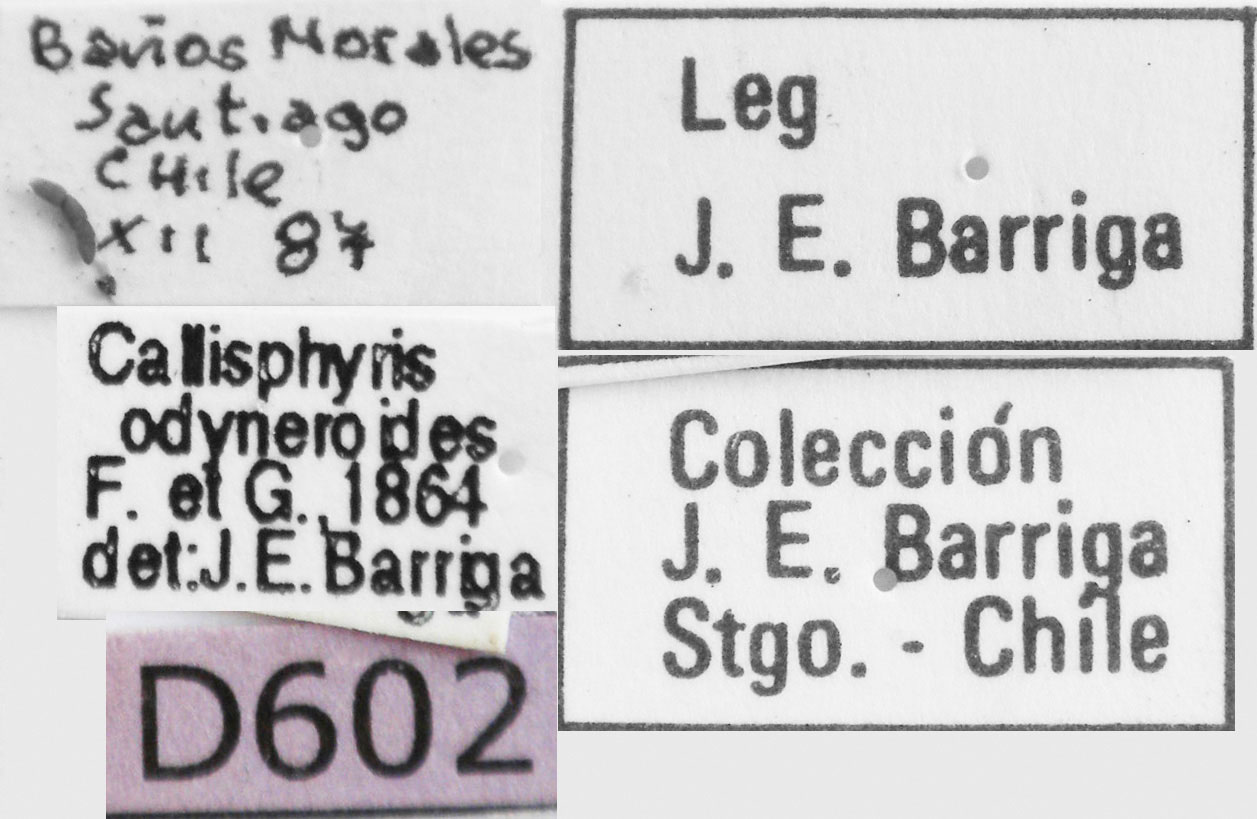 Baños Morales
Santiago
CHile
XII 87
Leg
J. E. Barriga
Callisphyris
odyneroides
F. et G., 1864
det:J.E.Barriga
Colección
J. E. Barriga
Stgo. - Chile
D602